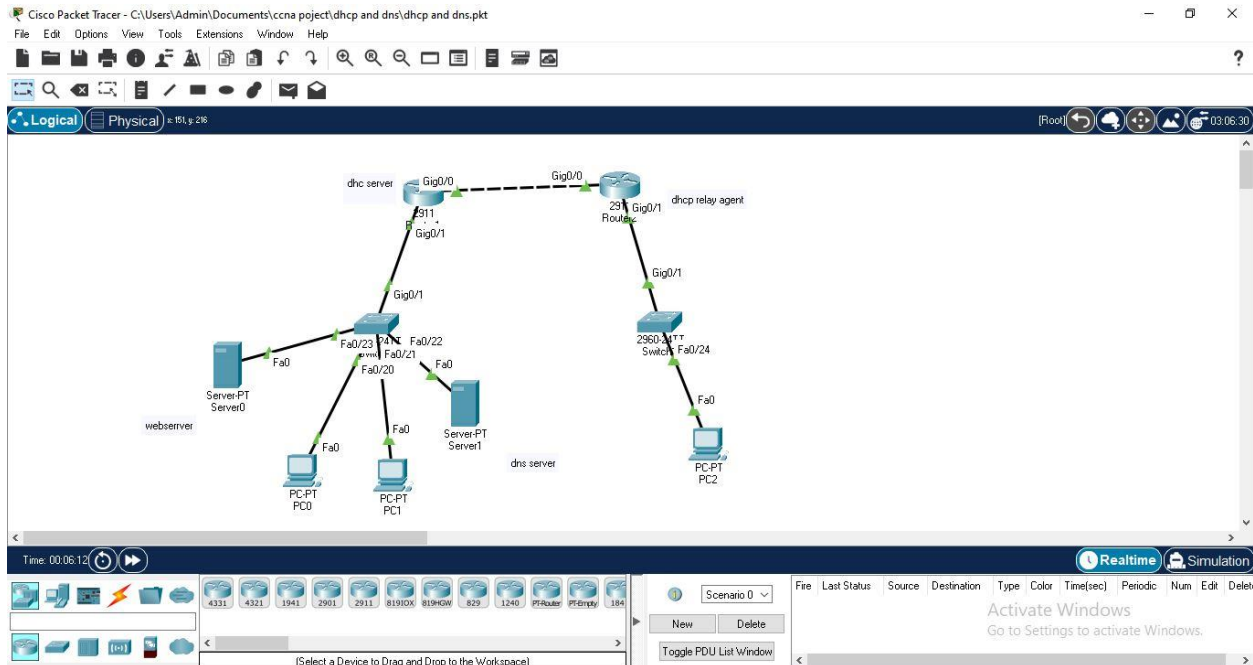 Cisco Packet Tracer - C:\Users\Admin\Documents\ccna poject\dhcp and dns\dhcp and dns.pkt
File Edit Options View Tools Extensions Window Help
?
Logical Physical x: 151, y: 216 [Root] 03:06:30
dhc server Gig0/0 Gig0/0
dhcp relay agent
2911 Gig0/1
Gig0/1
Gig0/1
Gig0/1
Fa0/23 Fa0/22
Fa0/21
Fa0/20
Fa0
Fa0
Server-PT
Server0
webserrver
Fa0
Fa0
Server-PT
Server1
dns server
PC-PT
PC0
PC-PT
PC1
Fa0/24
Fa0
PC-PT
PC2
Time: 00:06:12 Realtime Simulation
4331 4321 1941 2901 2911 819IOX 819HGW 829 1240 PT-Router PT-Empty 184
Scenario 0
New Delete
Toggle PDU List Window
Fire Last Status Source Destination Type Color Time(sec) Periodic Num Edit Delet
Activate Windows
Go to Settings to activate Windows.
(Select a Device to Drag and Drop to the Workspace)